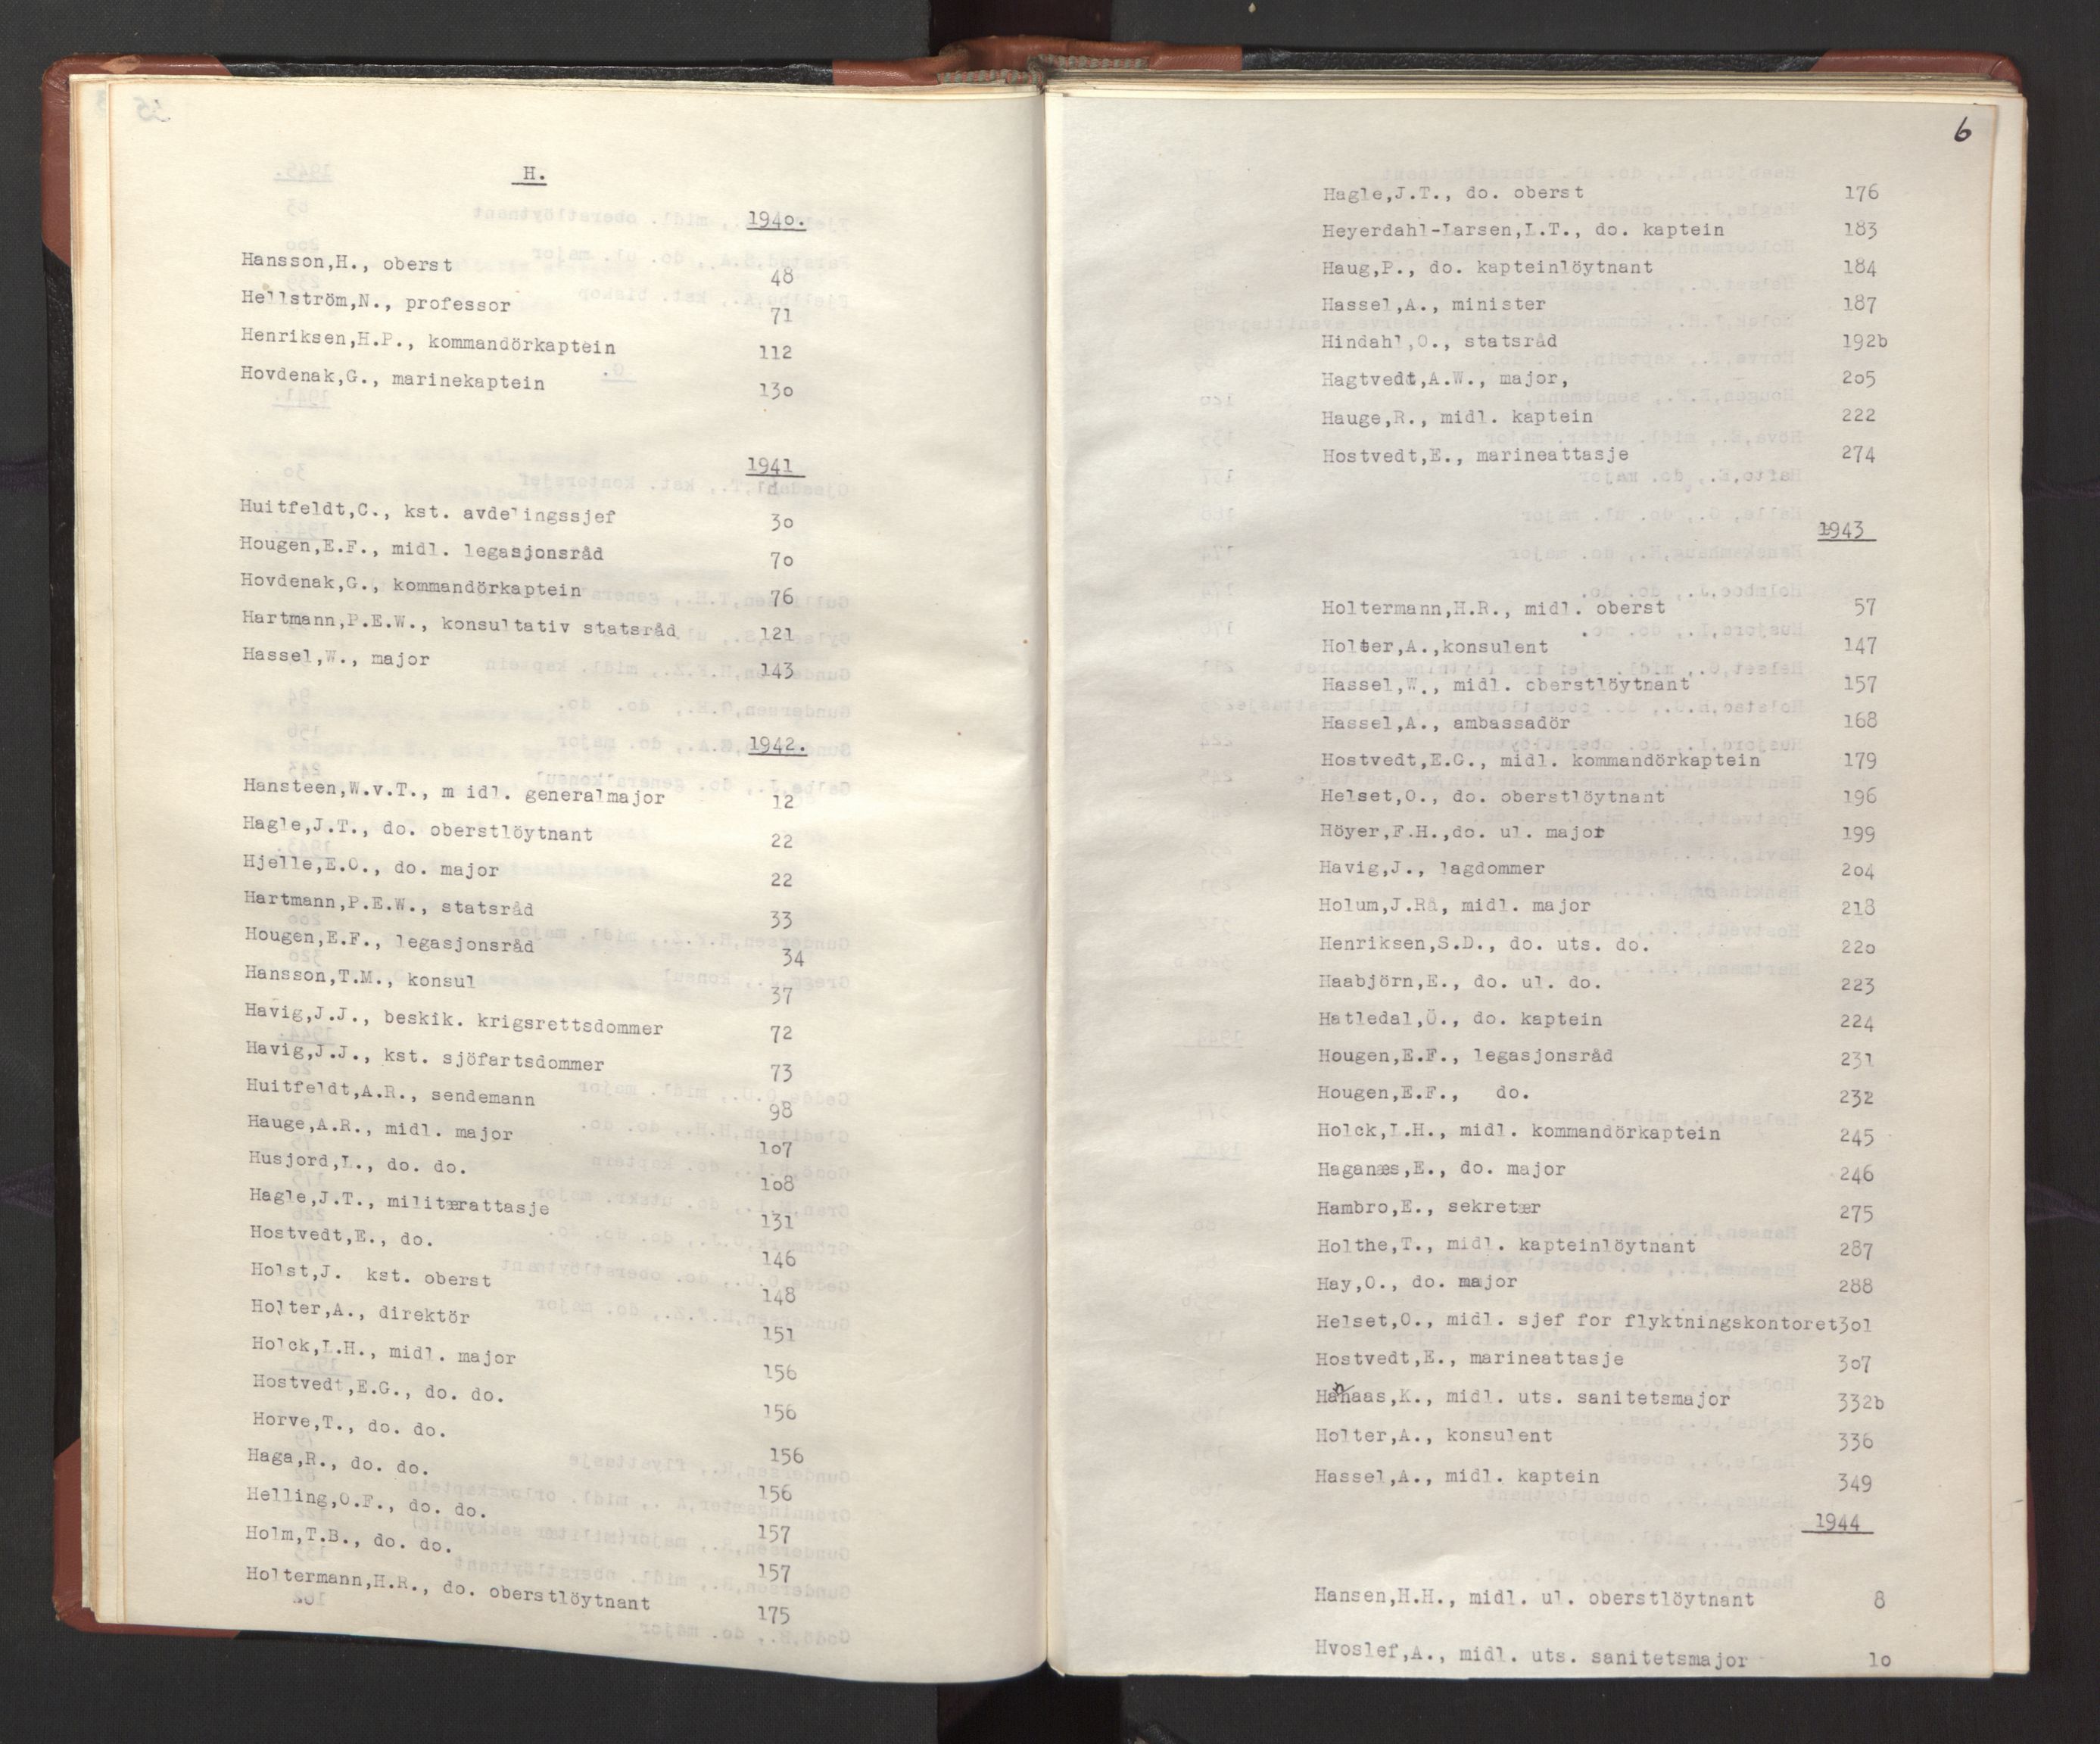 H.
1940.
Hansson,H., oberst 48
Hellström,N., professor 71
Henriksen,H.P., kommandörkaptein 112
Hovdenak,G., marinekaptein 13o
1941
Huitfeldt,C., kst. avdelingssjef 3o
Hougen,E.F., midl. legasjonsråd 7o
Hovdenak,G., kommandörkaptein 76
Hartmann,P.E.W., konsultativ statsråd 121
Hassel,W., major 143
1942.
Hansteen,W.v.T., m idl. generalmajor 12
Hagle,J.T., do. oberstlöytnant 22
Hjelle,E.O., do. major 22
Hartmann,P.E.W., statsråd 33
Hougen,E.F., legasjonsråd 34
Hansson,T.M., konsul 37
Havig,J.J., beskik. krigsrettsdommer 72
Havig,J.J., kst. sjöfartsdommer 73
Huitfeldt,A.R., sendemann 98
Hauge,A.R., midl. major 1o7
Husjord,L., do. do. 1o8
Hagle,J.T., militærattasje 131
Hostvedt,E., do. 146
Holst,J. kst. oberst 148
Holter,A., direktör 151
Holck,L.H., midl. major 156
Hostvedt,E.G., do. do. 156
Horve,T., do. do. 156
Haga,R., do. do. 156
Helling,O.F., do. do. 157
Holm,T.B., do. do. 157
Holtermann,H.R., do. oberstlöytnant 175
6
Hagle,J.T., do. oberst 176
Heyerdahl-Larsen,L.T., do. kaptein 183
Haug,P., do. kapteinlöytnant 184
Hassel,A., minister 187
Hindahl,O., statsråd 192b
Hagtvedt,A.W., major, 2o5
Hauge,R., midl. kaptein 222
Hostvedt,E., marineattasje 274
1943
Holtermann,H.R., midl. oberst 57
Holter,A.,konsulent 147
Hassel,W., midl. oberstlöytnant 157
Hassel,A., ambassadör 168
Hostvedt,E.G., midl. kommandörkaptein 179
Helset,O., do. oberstlöytnant 196
Höyer,F.H.,do. ul. major 199
Havig,J., lagdommer 2o4
Holum,J.Rå, midl. major 218
Henriksen,S.D., do. uts. do. 22o
Haabjörn,E., do. ul. do. 223
Hatledal,Ö., do. kaptein 224
Hougen,E.F., legasjonsråd 231
Hougen,E.F., do. 232
Holck,L.H., midl. kommandörkaptein 245
Haganæs,E., do. major 246
Hambro,E., sekretær 275
Holthe,T., midl. kapteinlöytnant 287
Hay,O., do. major 288
Helset,O., midl. sjef for flyktningskontoret3o1
Hostvedt,E., marineattasje 3o7
Hanaas,K., midl. uts. sanitetsmajor 332b
Holter,A., konsulent 336
Hassel,A., midl. kaptein 349
1944
Hansen,H.H., midl. ul. oberstlöytnant 8
Hvoslef,A., midl. uts. sanitetsmajor 1o